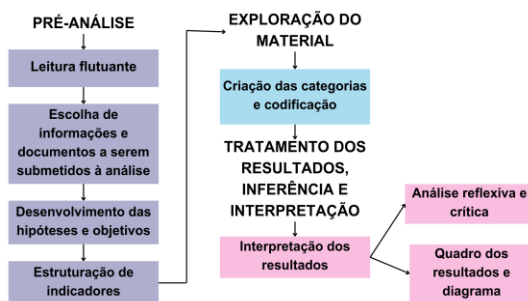 PRÉ-ANÁLISE
Leitura flutuante
Escolha de
informações e
documentos a serem
submetidos à análise
Desenvolvimento das
hipóteses e objetivos
Estruturação de
indicadores
EXPLORAÇÃO DO
MATERIAL
Criação das categorias
e codificação
TRATAMENTO DOS
RESULTADOS,
INFERÊNCIA E
INTERPRETAÇÃO
Interpretação dos
resultados
Análise reflexiva e
crítica
Quadro dos
resultados e
diagrama